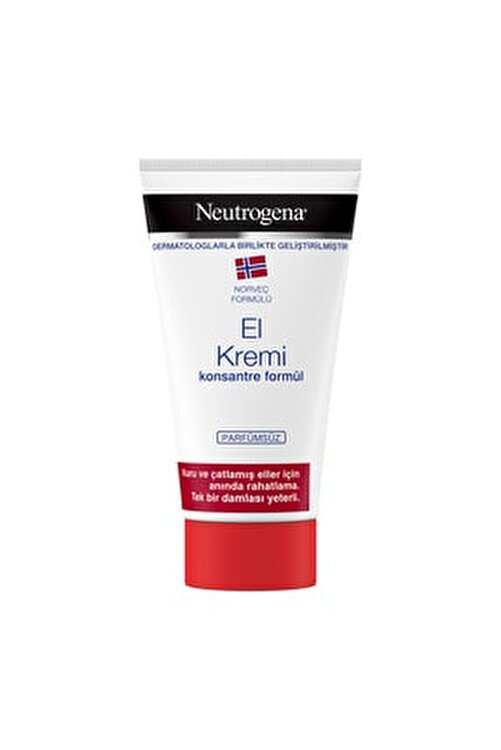 Neutrogena®
DERMATOLOGLARLA BİRLİKTE GELİŞTİRİLMİŞTİR
NORVEÇ
FORMÜLÜ
El
Kremi
konsantre formül
PARFÜMSÜZ
Kuru ve çatlamış eller için
anında rahatlama.
Tek bir damlası yeterli.